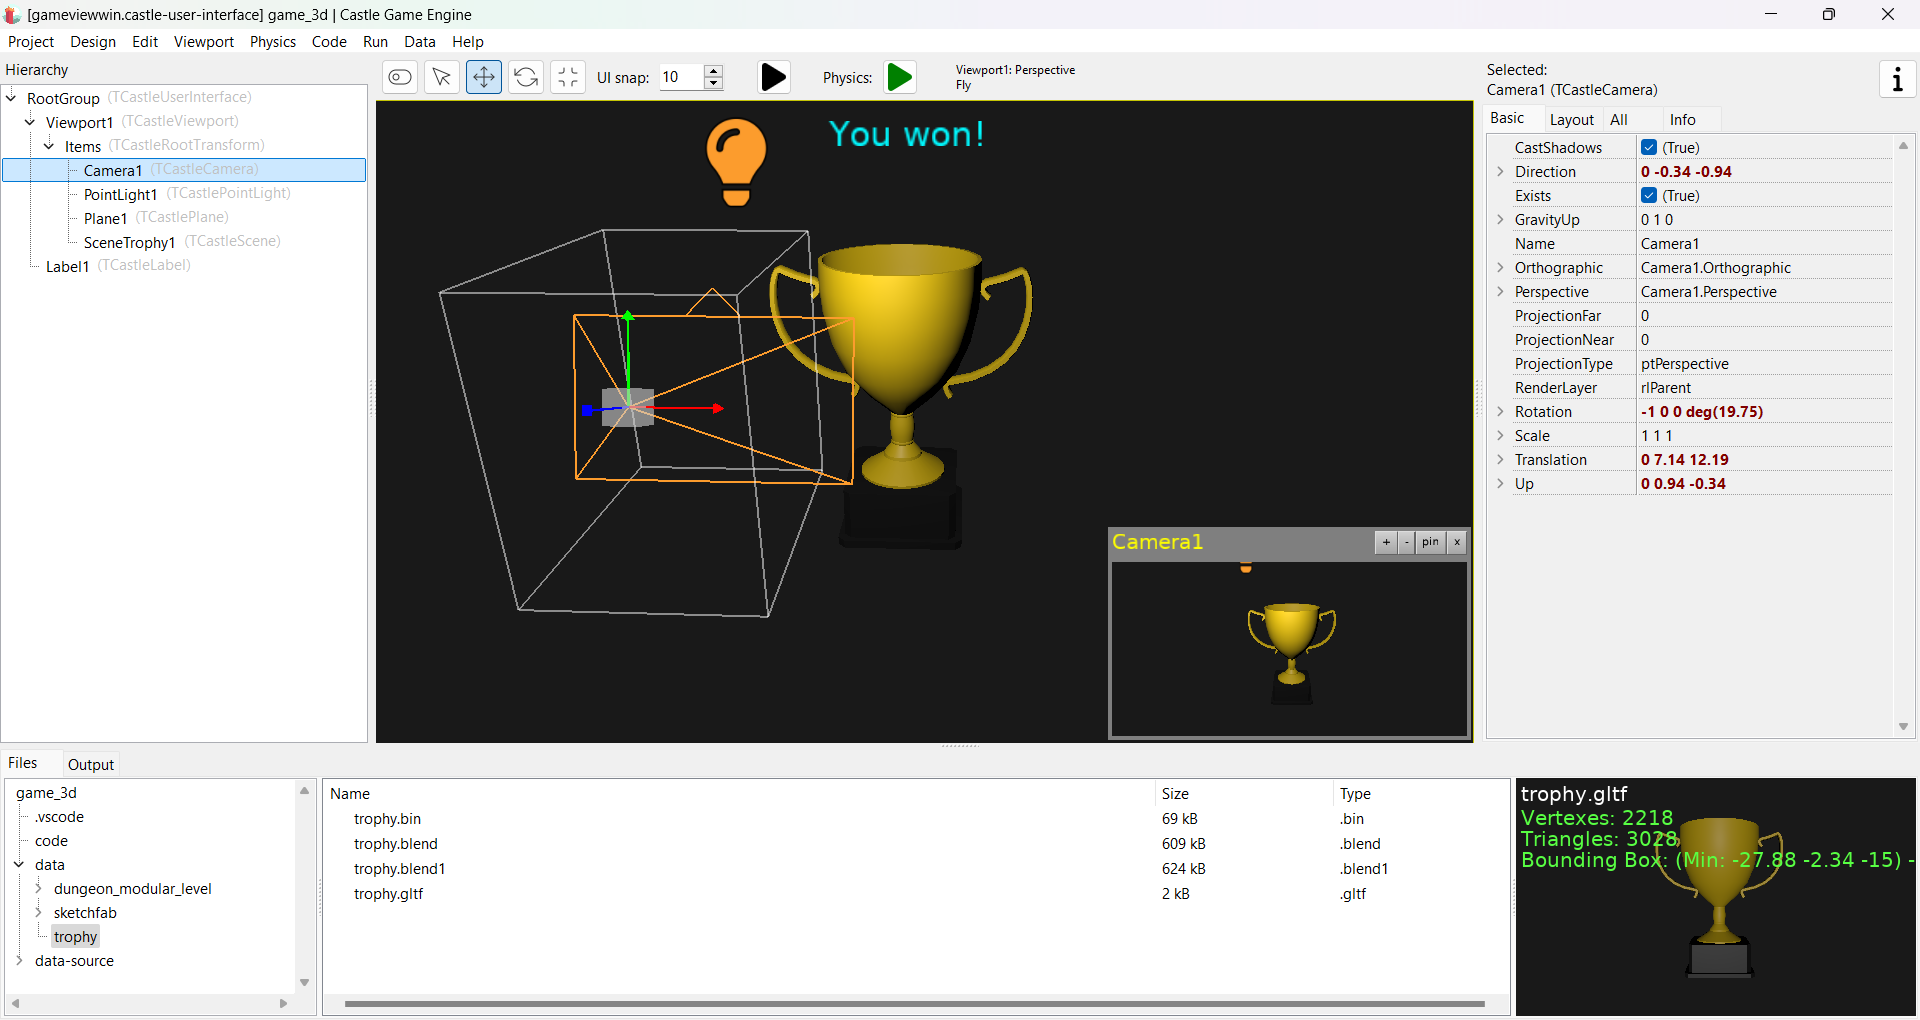 [gameviewwin.castle-user-interface] game_3d | Castle Game Engine
Project Design Edit Viewport Physics Code Run Data Help
Hierarchy
RootGroup (TCastleUserInterface)
Viewport1 (TCastleViewport)
Items (TCastleRootTransform)
Camera1 (TCastleCamera)
PointLight1 (TCastlePointLight)
Plane1 (TCastlePlane)
SceneTrophy1 (TCastleScene)
Label1 (TCastleLabel)
UI snap: 10
Physics:
Viewport1: Perspective
Fly
You won!
Camera1
+ - pin x
Selected:
Camera1 (TCastleCamera)
Basic Layout All Info
CastShadows (True)
Direction 0 -0.34 -0.94
Exists (True)
GravityUp 0 1 0
Name Camera1
Orthographic Camera1.Orthographic
Perspective Camera1.Perspective
ProjectionFar 0
ProjectionNear 0
ProjectionType ptPerspective
RenderLayer rlParent
Rotation -1 0 0 deg(19.75)
Scale 1 1 1
Translation 0 7.14 12.19
Up 0 0.94 -0.34
Files Output
game_3d
.vscode
code
data
dungeon_modular_level
sketchfab
trophy
data-source
Name Size Type
trophy.bin 69 kB .bin
trophy.blend 609 kB .blend
trophy.blend1 624 kB .blend1
trophy.gltf 2 kB .gltf
trophy.gltf
Vertexes: 2218
Triangles: 3028
Bounding Box: (Min: -27.88 -2.34 -15) -